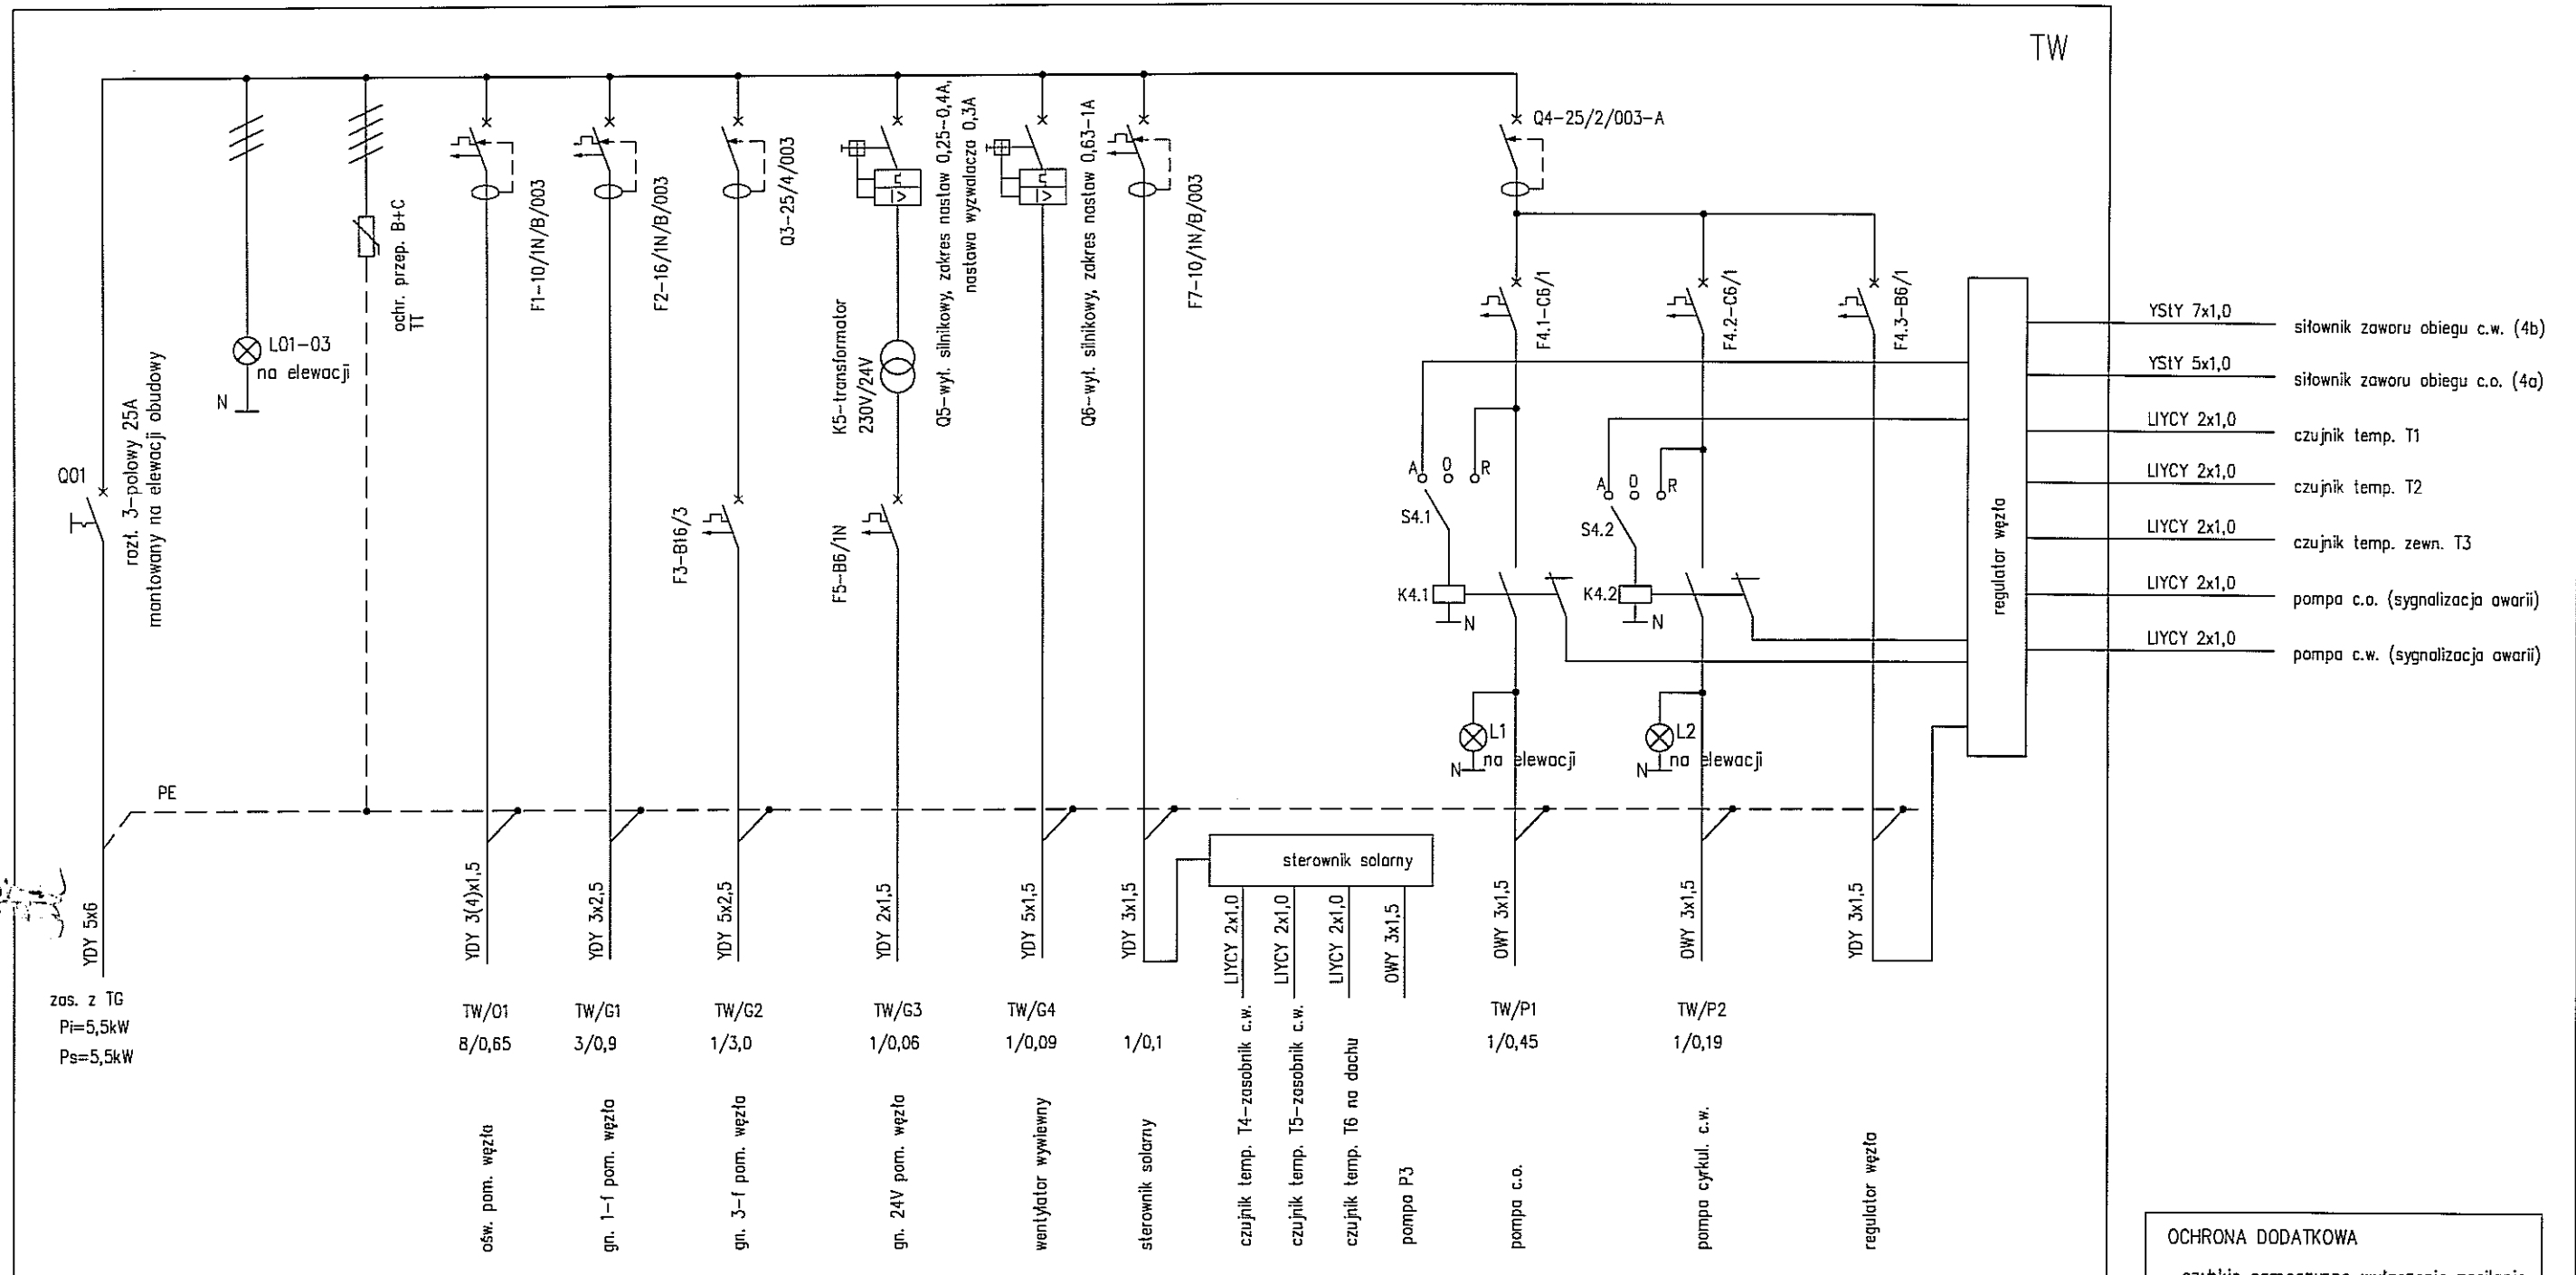 TW
Q01
rozł. 3-polowy 25A
montowany na elewacji obudowy
L01-03
na elewacji
N
ochr. przep. B+C
TT
F1-10/1N/B/003
F2-16/1N/B/003
Q3-25/4/003
F3-B16/3
K5-transformator
230V/24V
F5-B6/1N
Q5-wył. silnikowy, zakres nastaw 0,25-0,4A,
nastawa wyzwalacza 0,3A
Q6-wył. silnikowy, zakres nastaw 0,63-1A
F7-10/1N/B/003
Q4-25/2/003-A
F4.1-C6/1
F4.2-C6/1
F4.3-B6/1
A 0 R
S4.1
K4.1
N
A 0 R
S4.2
K4.2
N
L1
na elewacji
N
L2
na elewacji
N
regulator węzła
YStY 7x1,0
siłownik zaworu obiegu c.w. (4b)
YStY 5x1,0
siłownik zaworu obiegu c.o. (4a)
LIYCY 2x1,0
czujnik temp. T1
LIYCY 2x1,0
czujnik temp. T2
LIYCY 2x1,0
czujnik temp. zewn. T3
LIYCY 2x1,0
pompa c.o. (sygnalizacja awarii)
LIYCY 2x1,0
pompa c.w. (sygnalizacja awarii)
PE
sterownik solarny
YDY 5x6
YDY 3(4)x1,5
YDY 3x2,5
YDY 5x2,5
YDY 2x1,5
YDY 5x1,5
YDY 3x1,5
LIYCY 2x1,0
LIYCY 2x1,0
LIYCY 2x1,0
OWY 3x1,5
OWY 3x1,5
OWY 3x1,5
YDY 3x1,5
zas. z TG
Pi=5,5kW
Ps=5,5kW
TW/O1
8/0,65
ośw. pom. węzła
TW/G1
3/0,9
gn. 1-f pom. węzła
TW/G2
1/3,0
gn. 3-f pom. węzła
TW/G3
1/0,06
gn. 24V pom. węzła
TW/G4
1/0,09
wentylator wywiewny
1/0,1
sterownik solarny
czujnik temp. T4-zasobnik c.w.
czujnik temp. T5-zasobnik c.w.
czujnik temp. T6 na dachu
pompa P3
TW/P1
1/0,45
pompa c.o.
TW/P2
1/0,19
pompa cyrkul. c.w.
regulator węzła
OCHRONA DODATKOWA